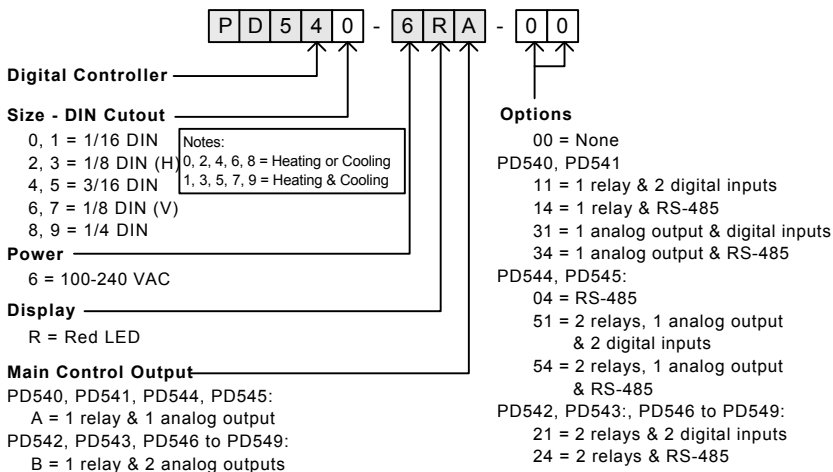 PD540 - 6RA - 00
Digital Controller
Size - DIN Cutout
0, 1 = 1/16 DIN
2, 3 = 1/8 DIN (H)
4, 5 = 3/16 DIN
6, 7 = 1/8 DIN (V)
8, 9 = 1/4 DIN
Notes:
0, 2, 4, 6, 8 = Heating or Cooling
1, 3, 5, 7, 9 = Heating & Cooling
Power
6 = 100-240 VAC
Display
R = Red LED
Main Control Output
PD540, PD541, PD544, PD545:
A = 1 relay & 1 analog output
PD542, PD543, PD546 to PD549:
B = 1 relay & 2 analog outputs
Options
00 = None
PD540, PD541
11 = 1 relay & 2 digital inputs
14 = 1 relay & RS-485
31 = 1 analog output & digital inputs
34 = 1 analog output & RS-485
PD544, PD545:
04 = RS-485
51 = 2 relays, 1 analog output
& 2 digital inputs
54 = 2 relays, 1 analog output
& RS-485
PD542, PD543:, PD546 to PD549:
21 = 2 relays & 2 digital inputs
24 = 2 relays & RS-485